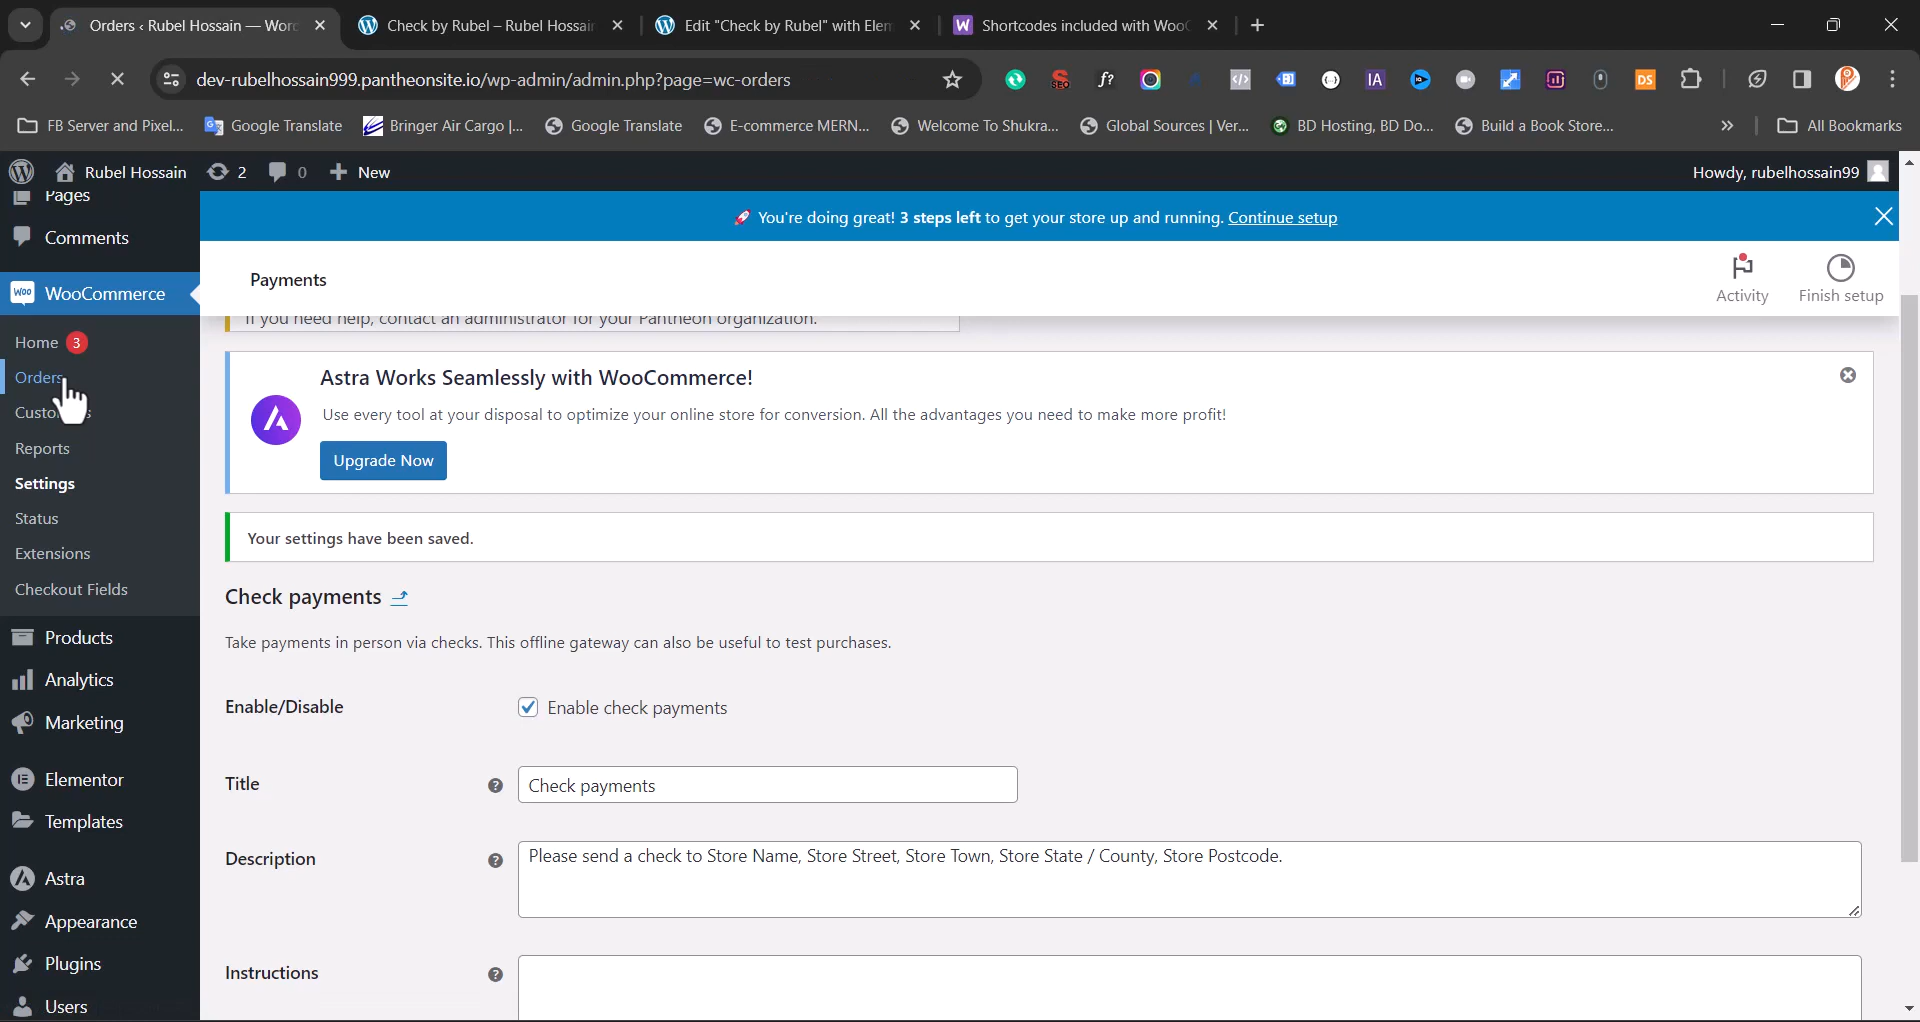 Orders ‹ Rubel Hossain — Wor
Check by Rubel – Rubel Hossai
Edit "Check by Rubel" with Elem
Shortcodes included with Woo
dev-rubelhossain999.pantheonsite.io/wp-admin/admin.php?page=wc-orders
FB Server and Pixel...
Google Translate
Bringer Air Cargo |...
Google Translate
E-commerce MERN...
Welcome To Shukra...
Global Sources | Ver...
BD Hosting, BD Do...
Build a Book Store...
All Bookmarks
Rubel Hossain
2
0
New
Howdy, rubelhossain99
Pages
Comments
WooCommerce
Home 3
Orders
Reports
Settings
Status
Extensions
Checkout Fields
Products
Analytics
Marketing
Elementor
Templates
Astra
Appearance
Plugins
Users
🚀 You're doing great! 3 steps left to get your store up and running. Continue setup
Payments
Activity
Finish setup
If you need help, contact an administrator for your Pantheon organization.
Astra Works Seamlessly with WooCommerce!
Use every tool at your disposal to optimize your online store for conversion. All the advantages you need to make more profit!
Upgrade Now
Your settings have been saved.
Check payments
Take payments in person via checks. This offline gateway can also be useful to test purchases.
Enable/Disable
Enable check payments
Title
Check payments
Description
Please send a check to Store Name, Store Street, Store Town, Store State / County, Store Postcode.
Instructions